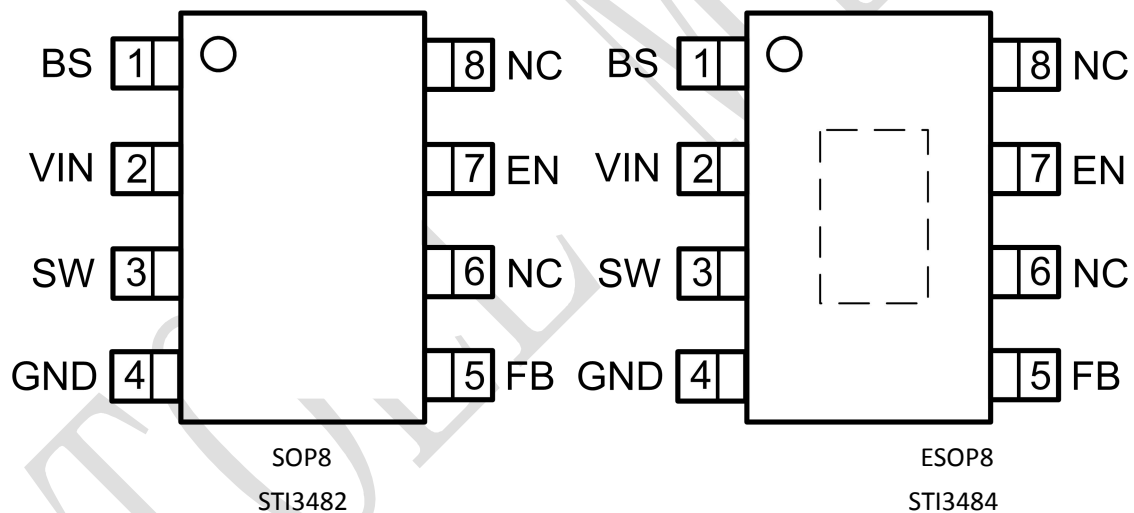 BS 1 8 NC BS 1 8 NC
VIN 2 7 EN VIN 2 7 EN
SW 3 6 NC SW 3 6 NC
GND 4 5 FB GND 4 5 FB
SOP8 ESOP8
STI3482 STI3484